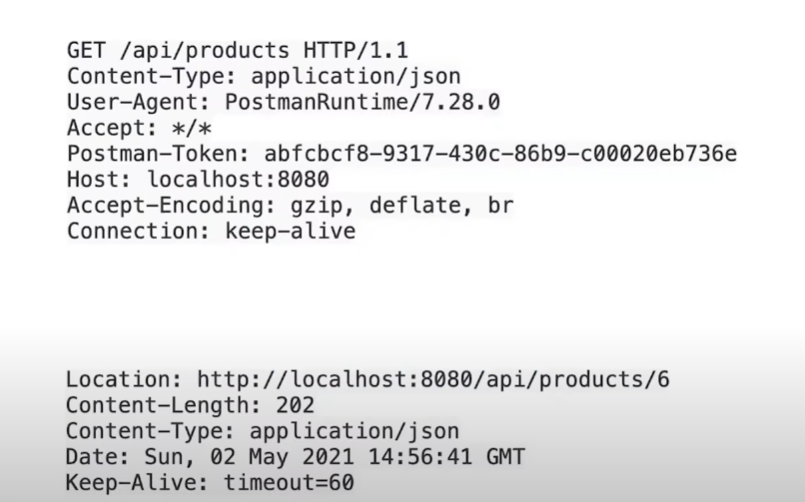 GET /api/products HTTP/1.1
Content-Type: application/json
User-Agent: PostmanRuntime/7.28.0
Accept: */*
Postman-Token: abfcbcf8-9317-430c-86b9-c00020eb736e
Host: localhost:8080
Accept-Encoding: gzip, deflate, br
Connection: keep-alive
Location: http://localhost:8080/api/products/6
Content-Length: 202
Content-Type: application/json
Date: Sun, 02 May 2021 14:56:41 GMT
Keep-Alive: timeout=60